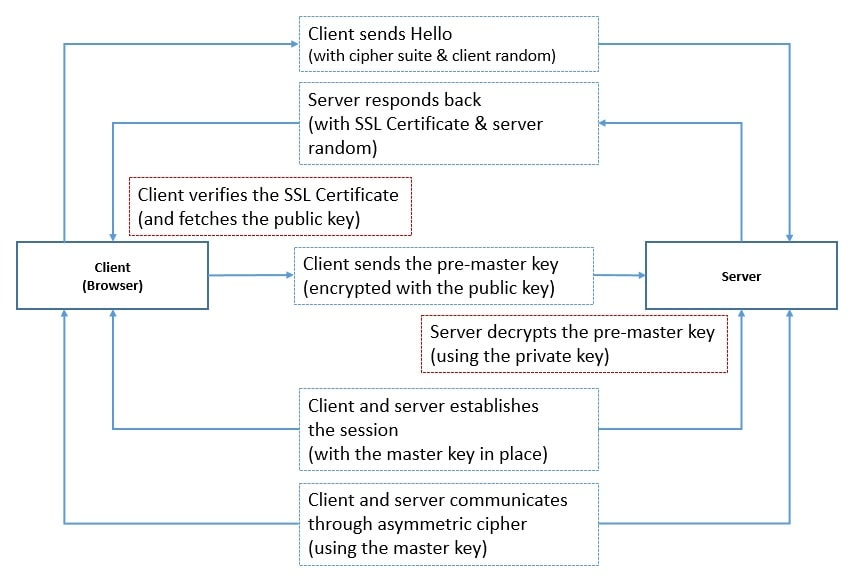 Client sends Hello
(with cipher suite & client random)
Server responds back
(with SSL Certificate & server
random)
Client verifies the SSL Certificate
(and fetches the public key)
Client
(Browser)
Client sends the pre-master key
(encrypted with the public key)
Server
Server decrypts the pre-master key
(using the private key)
Client and server establishes
the session
(with the master key in place)
Client and server communicates
through asymmetric cipher
(using the master key)